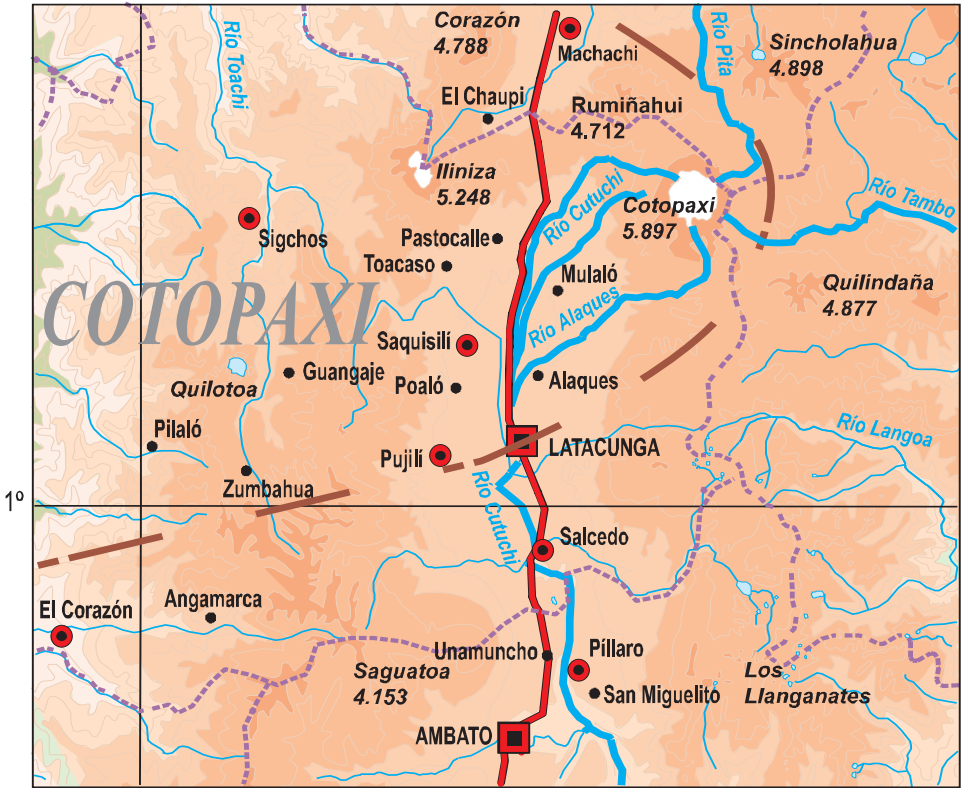 Corazón
4.788
Machachi
Río Pita
Sincholahua
4.898
Río Toachi
El Chaupi
Rumiñahui
4.712
Iliniza
5.248
Río Cutuchi
Cotopaxi
5.897
Río Tambo
Sigchos
Pastocalle
Toacaso
Mulaló
Quilindaña
4.877
COTOPAXI
Río Alaques
Saquisilí
Quilotoa
Guangaje
Poaló
Alaques
Pilaló
Pujilí
LATACUNGA
Río Langoa
Zumbahua
1º
Río Cutuchi
Salcedo
El Corazón
Angamarca
Unamuncho
Píllaro
Saguatoa
4.153
San Miguelito
Los
Llanganates
AMBATO